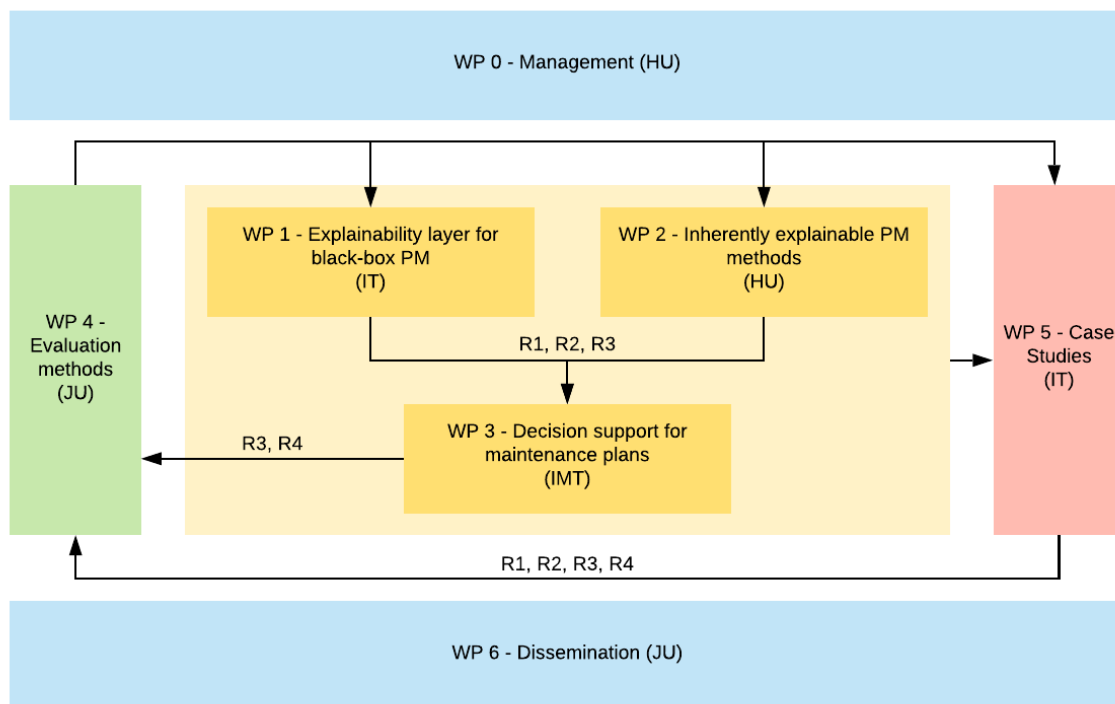 WP 0 - Management (HU)
WP 1 - Explainability layer for
black-box PM
(IT)
WP 2 - Inherently explainable PM
methods
(HU)
WP 4 -
Evaluation
methods
(JU)
R1, R2, R3
WP 5 - Case
Studies
(IT)
WP 3 - Decision support for
maintenance plans
(IMT)
R3, R4
R1, R2, R3, R4
WP 6 - Dissemination (JU)